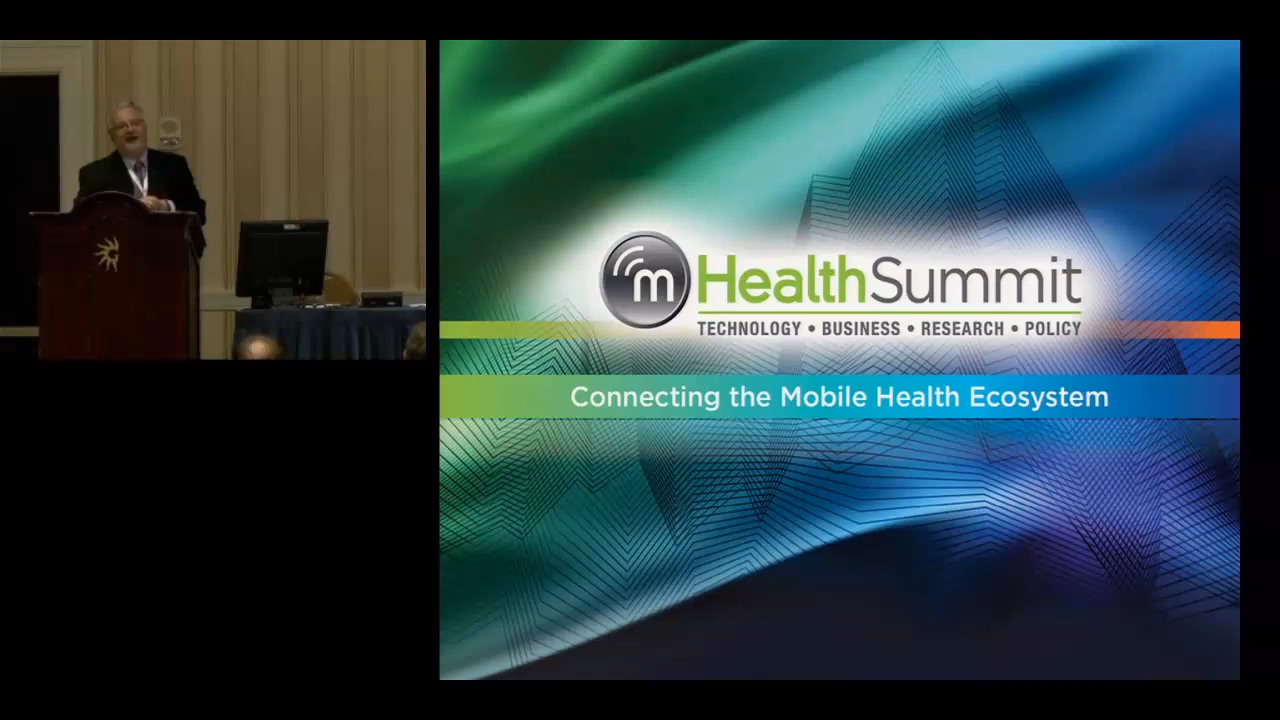 mHealthSummit
TECHNOLOGY • BUSINESS • RESEARCH • POLICY
Connecting the Mobile Health Ecosystem